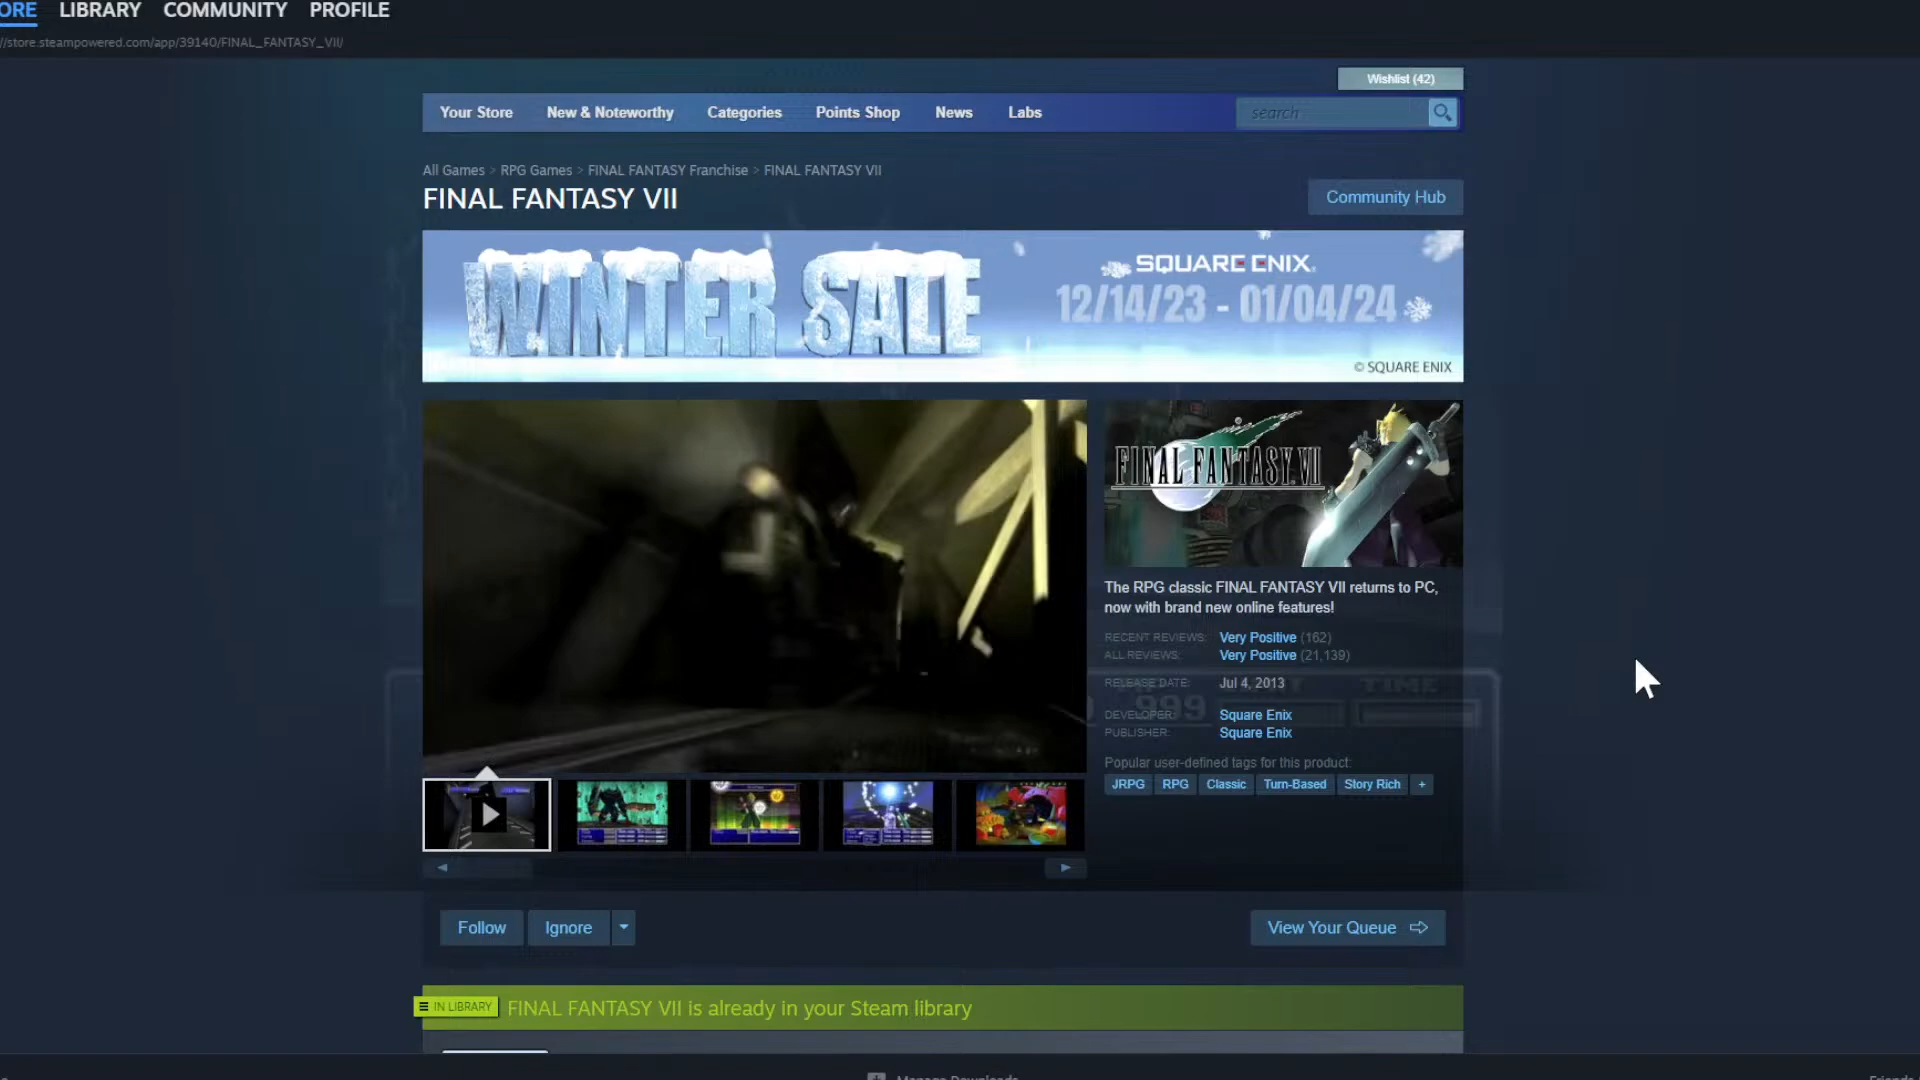 ORE LIBRARY COMMUNITY PROFILE
//store.steampowered.com/app/39140/FINAL_FANTASY_VII/
Wishlist (42)
Your Store New & Noteworthy Categories Points Shop News Labs search
All Games > RPG Games > FINAL FANTASY Franchise > FINAL FANTASY VII
FINAL FANTASY VII
Community Hub
WINTER SALE
SQUARE ENIX.
12/14/23 - 01/04/24
© SQUARE ENIX
FINAL FANTASY VII
The RPG classic FINAL FANTASY VII returns to PC,
now with brand new online features!
RECENT REVIEWS: Very Positive (162)
ALL REVIEWS: Very Positive (21,139)
RELEASE DATE: Jul 4, 2013
TIME
999
DEVELOPER: Square Enix
PUBLISHER: Square Enix
Popular user-defined tags for this product:
JRPG RPG Classic Turn-Based Story Rich +
Follow Ignore View Your Queue
IN LIBRARY FINAL FANTASY VII is already in your Steam library
Manage Downloads